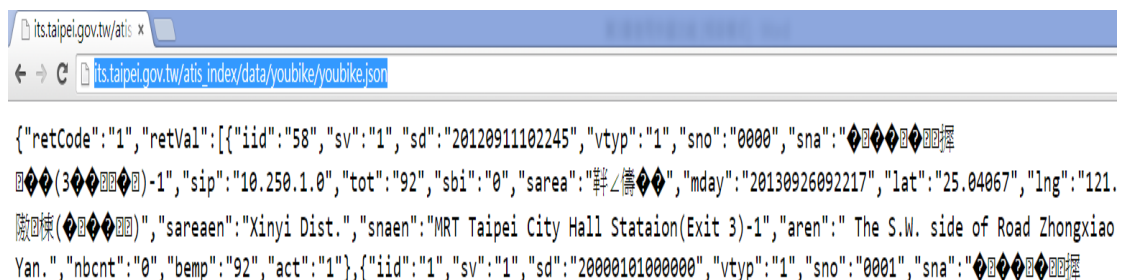 its.taipei.gov.tw/atis ×
its.taipei.gov.tw/atis_index/data/youbike/youbike.json
{"retCode":"1","retVal":[{"iid":"58","sv":"1","sd":"20120911102245","vtyp":"1","sno":"0000","sna":"
(3)-1","sip":"10.250.1.0","tot":"92","sbi":"0","sarea":"","mday":"20130926092217","lat":"25.04067","lng":"121.
)","sareaen":"Xinyi Dist.","snaen":"MRT Taipei City Hall Stataion(Exit 3)-1","aren":" The S.W. side of Road Zhongxiao
Yan.","nbcnt":"0","bemp":"92","act":"1"},{"iid":"1","sv":"1","sd":"20000101000000","vtyp":"1","sno":"0001","sna":"